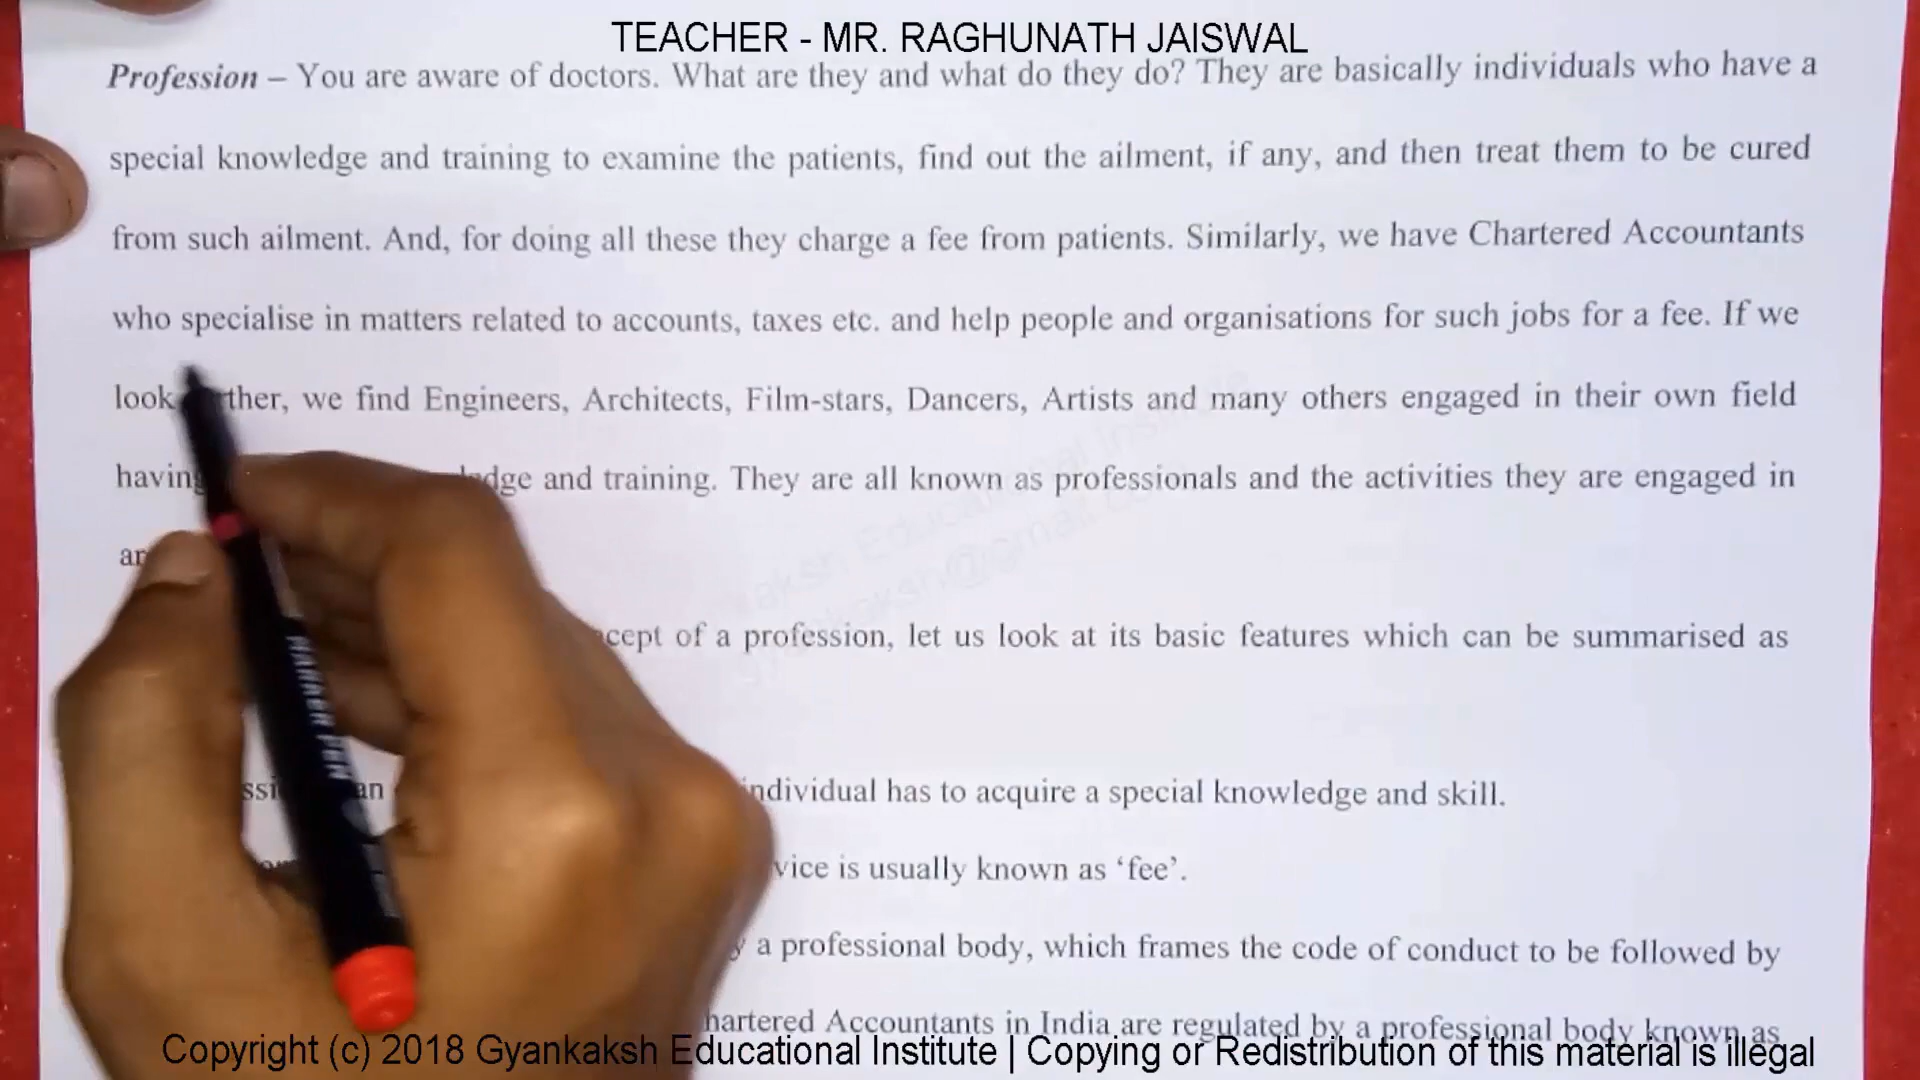 TEACHER - MR. RAGHUNATH JAISWAL
Profession – You are aware of doctors. What are they and what do they do? They are basically individuals who have a
special knowledge and training to examine the patients, find out the ailment, if any, and then treat them to be cured
from such ailment. And, for doing all these they charge a fee from patients. Similarly, we have Chartered Accountants
who specialise in matters related to accounts, taxes etc. and help people and organisations for such jobs for a fee. If we
look we find Engineers, Architects, Film-stars, Dancers, Artists and many others engaged in their own field
having and training. They are all known as professionals and the activities they are engaged in
of a profession, let us look at its basic features which can be summarised as
individual has to acquire a special knowledge and skill.
is usually known as ‘fee’.
a professional body, which frames the code of conduct to be followed by
Accountants in India are regulated by a professional body known as
Copyright (c) 2018 Gyankaksh Educational Institute | Copying or Redistribution of this material is illegal